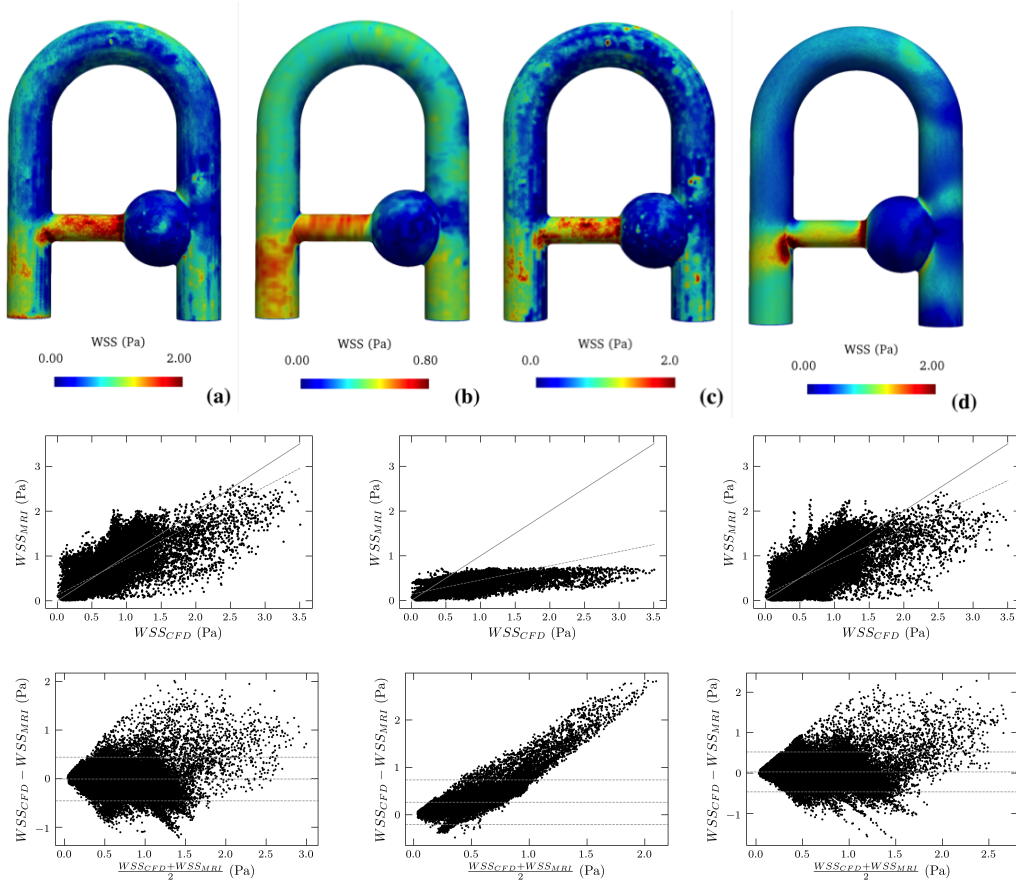 WSS (Pa)
0.00 2.00
(a)
WSS (Pa)
0.00 0.80
(b)
WSS (Pa)
0.0 2.0
(c)
WSS (Pa)
0.00 2.00
(d)
WSS_MRI (Pa)
3
2
1
0
0.0 0.5 1.0 1.5 2.0 2.5 3.0 3.5
WSS_CFD (Pa)
WSS_MRI (Pa)
3
2
1
0
0.0 0.5 1.0 1.5 2.0 2.5 3.0 3.5
WSS_CFD (Pa)
WSS_MRI (Pa)
3
2
1
0
0.0 0.5 1.0 1.5 2.0 2.5 3.0 3.5
WSS_CFD (Pa)
WSS_CFD − WSS_MRI (Pa)
2
1
0
−1
0.0 0.5 1.0 1.5 2.0 2.5 3.0
WSS_CFD+WSS_MRI
2
(Pa)
WSS_CFD − WSS_MRI (Pa)
2
1
0
0.0 0.5 1.0 1.5 2.0
WSS_CFD+WSS_MRI
2
(Pa)
WSS_CFD − WSS_MRI (Pa)
2
1
0
−1
0.0 0.5 1.0 1.5 2.0 2.5
WSS_CFD+WSS_MRI
2
(Pa)